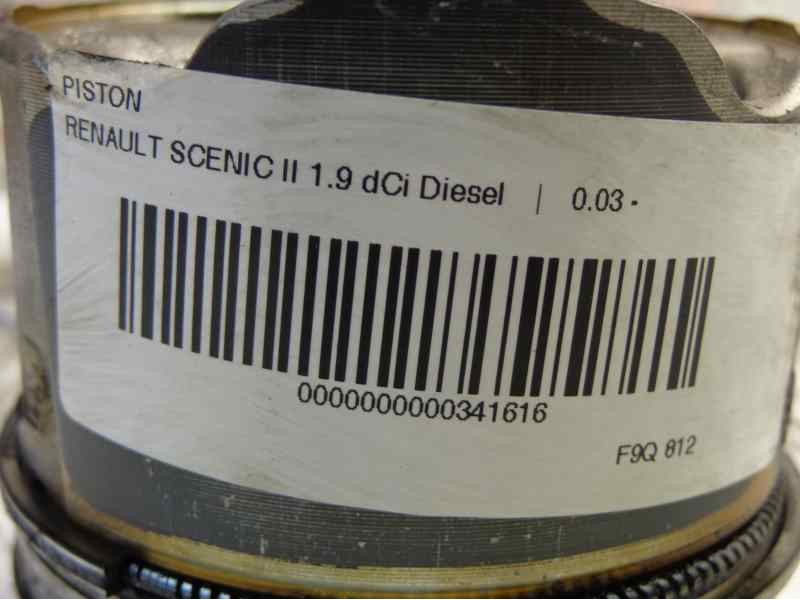 PISTON
RENAULT SCENIC II 1.9 dCi Diesel | 0.03 -
0000000000341616
F9Q 812